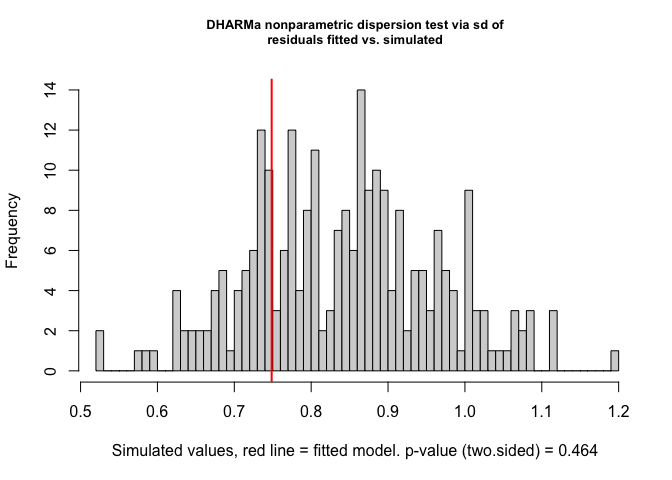 DHARMa nonparametric dispersion test via sd of
residuals fitted vs. simulated
Frequency
14
12
10
8
6
4
2
0
0.5 0.6 0.7 0.8 0.9 1.0 1.1 1.2
Simulated values, red line = fitted model. p-value (two.sided) = 0.464